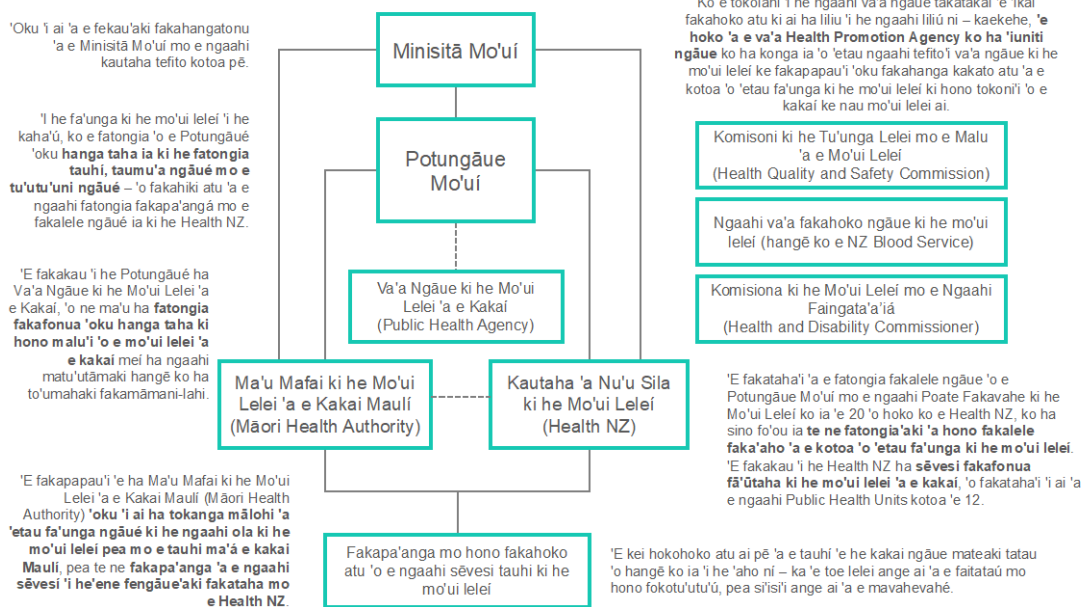 'Oku 'i ai 'a e fekau'aki fakahangatonu
'a e Minisitā Mo'uí mo e ngaahi
kautaha tefito kotoa pē.
Minisitā Mo'uí
Ko e tokolahi 'i he ngaahi va'a ngāue takatakai 'e 'ikai
fakahoko atu ki ai ha liliu 'i he ngaahi liliú ni – kaekehe, 'e
hoko 'a e va'a Health Promotion Agency ko ha 'iuniti
ngāue ko ha konga ia 'o 'etau ngaahi tefito'i va'a ngāue ki he
mo'ui leleí ke fakapapau'i 'oku fakahanga kakato atu 'a e
kotoa 'o 'etau fa'unga ki he mo'ui leleí ki hono tokoni'i 'o e
kakaí ke nau mo'ui lelei ai.
'I he fa'unga ki he mo'ui leleí 'i he
kaha'ú, ko e fatongia 'o e Potungāué
'oku hanga taha ia ki he fatongia
tauhí, taumu'a ngāué mo e
tu'utu'uni ngāué – 'o fakahiki atu 'a e
ngaahi fatongia fakapa'angá mo e
fakalele ngāué ia ki he Health NZ.
Potungāue
Mo'uí
Komisoni ki he Tu'unga Lelei mo e Malu
'a e Mo'ui Leleí
(Health Quality and Safety Commission)
Ngaahi va'a fakahoko ngāue ki he mo'ui
leleí (hangē ko e NZ Blood Service)
Komisiona ki he Mo'ui Leleí mo e Ngaahi
Faingata'a'iá
(Health and Disability Commissioner)
'E fakakau 'i he Potungāué ha
Va'a Ngāue ki he Mo'ui Lelei 'a
e Kakaí, 'o ne ma'u ha fatongia
fakafonua 'oku hanga taha ki
hono malu'i 'o e mo'ui lelei 'a
e kakaí meí ha ngaahi
matu'utāmaki hangē ko ha
to'umahaki fakamāmani-lahi.
Va'a Ngāue ki he Mo'ui
Lelei 'a e Kakaí
(Public Health Agency)
Ma'u Mafai ki he Mo'ui
Lelei 'a e Kakai Maulí
(Māori Health Authority)
Kautaha 'a Nu'u Sila
ki he Mo'ui Leleí
(Health NZ)
'E fakataha'i 'a e fatongia fakalele ngāue 'o e
Potungāue Mo'uí mo e ngaahi Poate Fakavahe ki he
Mo'ui Leleí ko ia 'e 20 'o hoko ko e Health NZ, ko ha
sino fo'ou ia te ne fatongia'aki 'a hono fakalele
faka'aho 'a e kotoa 'o 'etau fa'unga ki he mo'ui leleí.
'E fakakau 'i he Health NZ ha sēvesi fakafonua
fā'ūtaha ki he mo'ui lelei 'a e kakaí, 'o fakataha'i 'i ai 'a
e ngaahi Public Health Units kotoa 'e 12.
'E fakapapau'i 'e ha Ma'u Mafai ki he Mo'ui
Lelei 'a e Kakai Maulí (Māori Health
Authority) 'oku 'i ai ha tokanga mālohi 'a
'etau fa'unga ngāué ki he ngaahi ola ki he
mo'ui leleí pea mo e tauhi ma'á e kakai
Maulí, pea te ne fakapa'anga 'a e ngaahi
sēvesi 'i he'ene fengāue'aki fakataha mo
e Health NZ.
Fakapa'anga mo hono fakahoko
atu 'o e ngaahi sēvesi tauhi ki he
mo'ui leleí
'E kei hokohoko atu ai pē 'a e tauhí 'e he kakai ngāue mateaki tatau
'o hangē ko ia 'i he 'aho ní – ka 'e toe lelei ange ai 'a e faitataú mo
hono fokotu'utu'ú, pea si'isi'i ange ai 'a e mavahevahé.